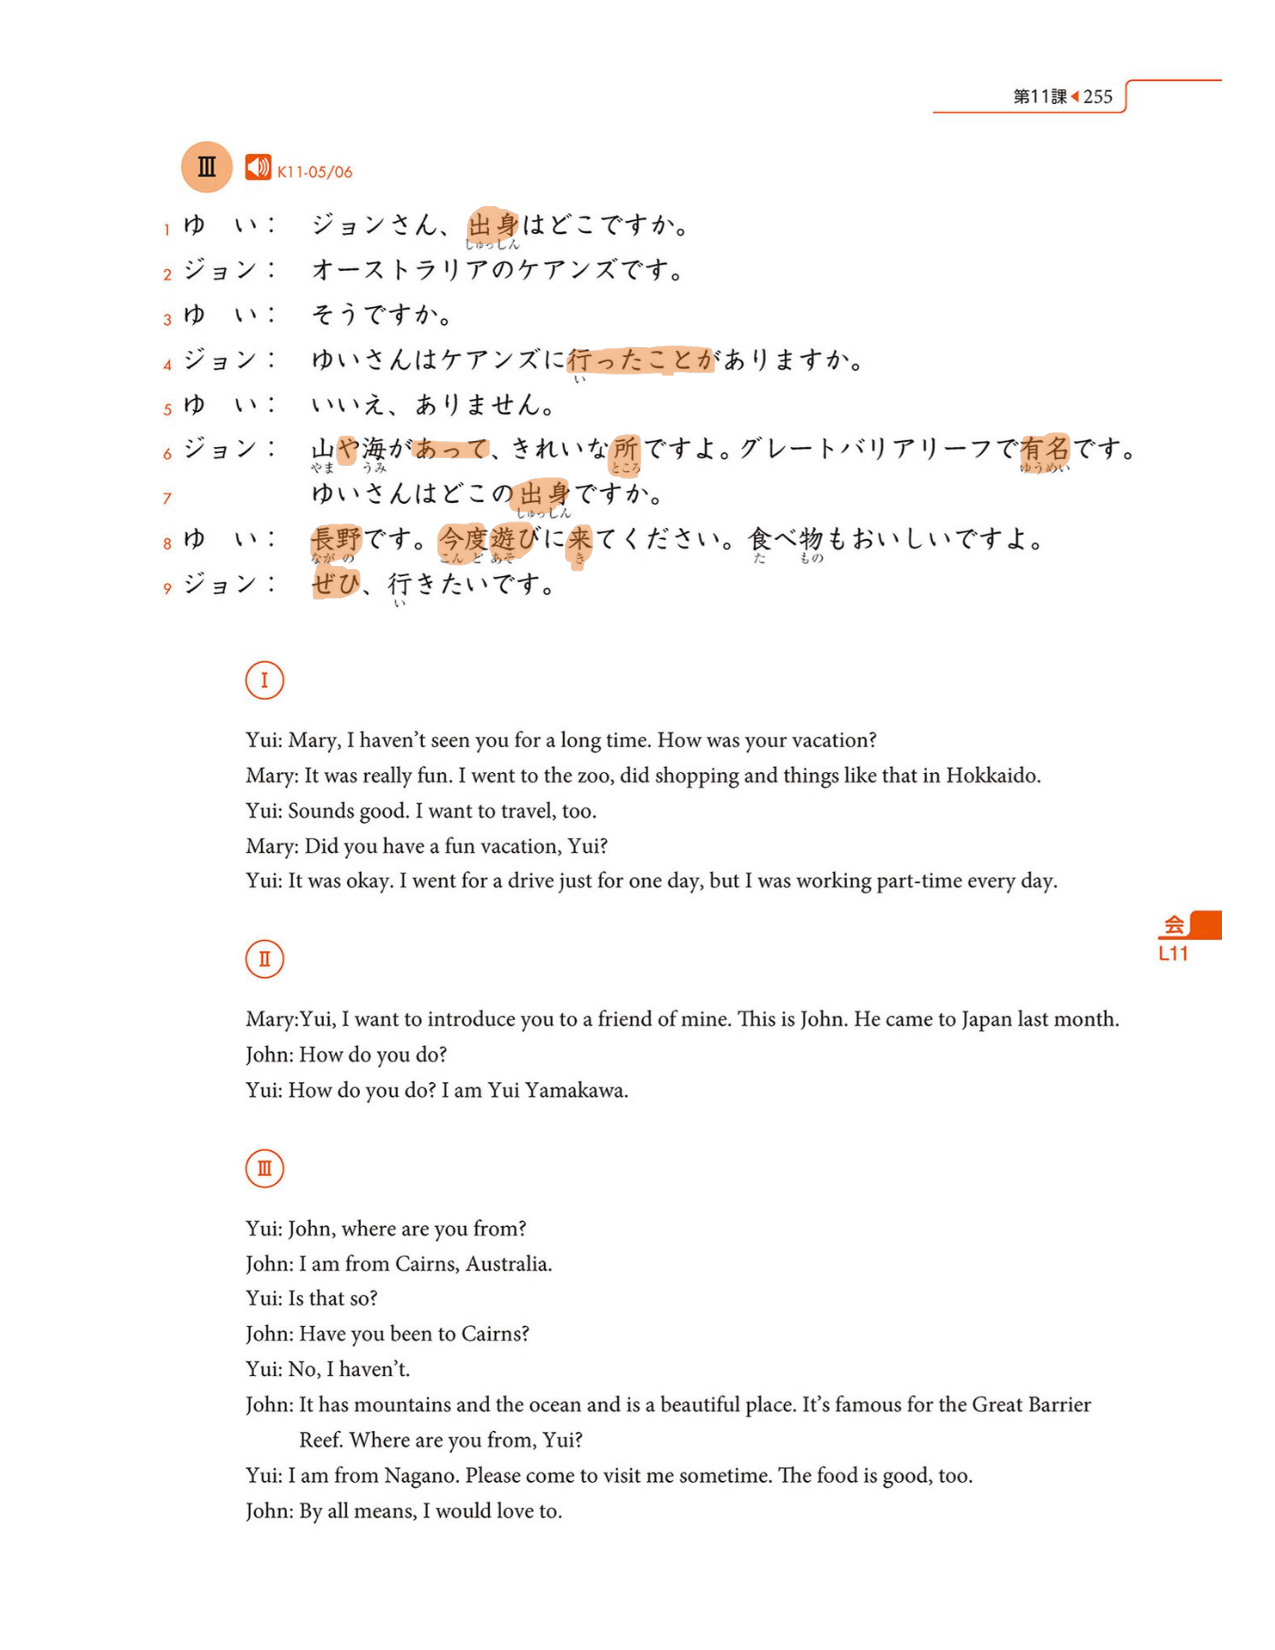 第11課 ◀ 255
Ⅲ K11-05/06
1 ゆ　い： ジョンさん、出身はどこですか。
しゅっしん
2 ジョン： オーストラリアのケアンズです。
3 ゆ　い： そうですか。
4 ジョン： ゆいさんはケアンズに行ったことがありますか。
い
5 ゆ　い： いいえ、ありません。
6 ジョン： 山や海があって、きれいな所ですよ。グレートバリアリーフで有名です。
やま うみ ところ ゆうめい
7 ゆいさんはどこの出身ですか。
しゅっしん
8 ゆ　い： 長野です。今度遊びに来てください。食べ物もおいしいですよ。
ながの こんど あそ き た もの
9 ジョン： ぜひ、行きたいです。
い
Ⅰ
Yui: Mary, I haven't seen you for a long time. How was your vacation?
Mary: It was really fun. I went to the zoo, did shopping and things like that in Hokkaido.
Yui: Sounds good. I want to travel, too.
Mary: Did you have a fun vacation, Yui?
Yui: It was okay. I went for a drive just for one day, but I was working part-time every day.
会
L11
Ⅱ
Mary:Yui, I want to introduce you to a friend of mine. This is John. He came to Japan last month.
John: How do you do?
Yui: How do you do? I am Yui Yamakawa.
Ⅲ
Yui: John, where are you from?
John: I am from Cairns, Australia.
Yui: Is that so?
John: Have you been to Cairns?
Yui: No, I haven't.
John: It has mountains and the ocean and is a beautiful place. It's famous for the Great Barrier
Reef. Where are you from, Yui?
Yui: I am from Nagano. Please come to visit me sometime. The food is good, too.
John: By all means, I would love to.